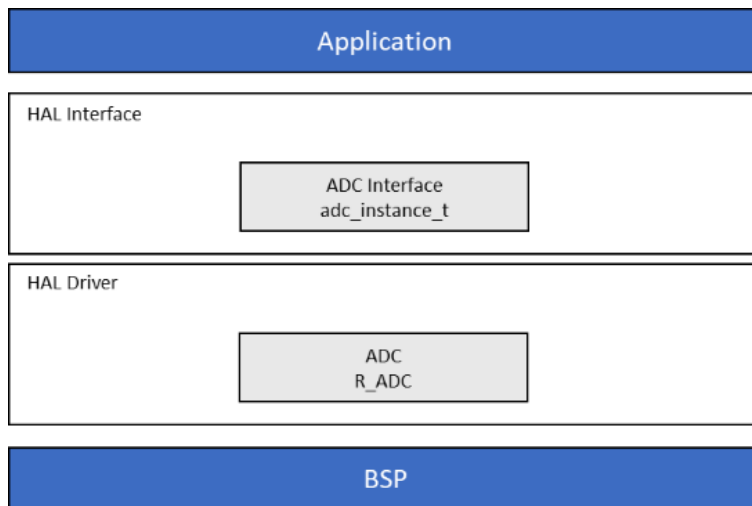 Application
HAL Interface
ADC Interface
adc_instance_t
HAL Driver
ADC
R_ADC
BSP